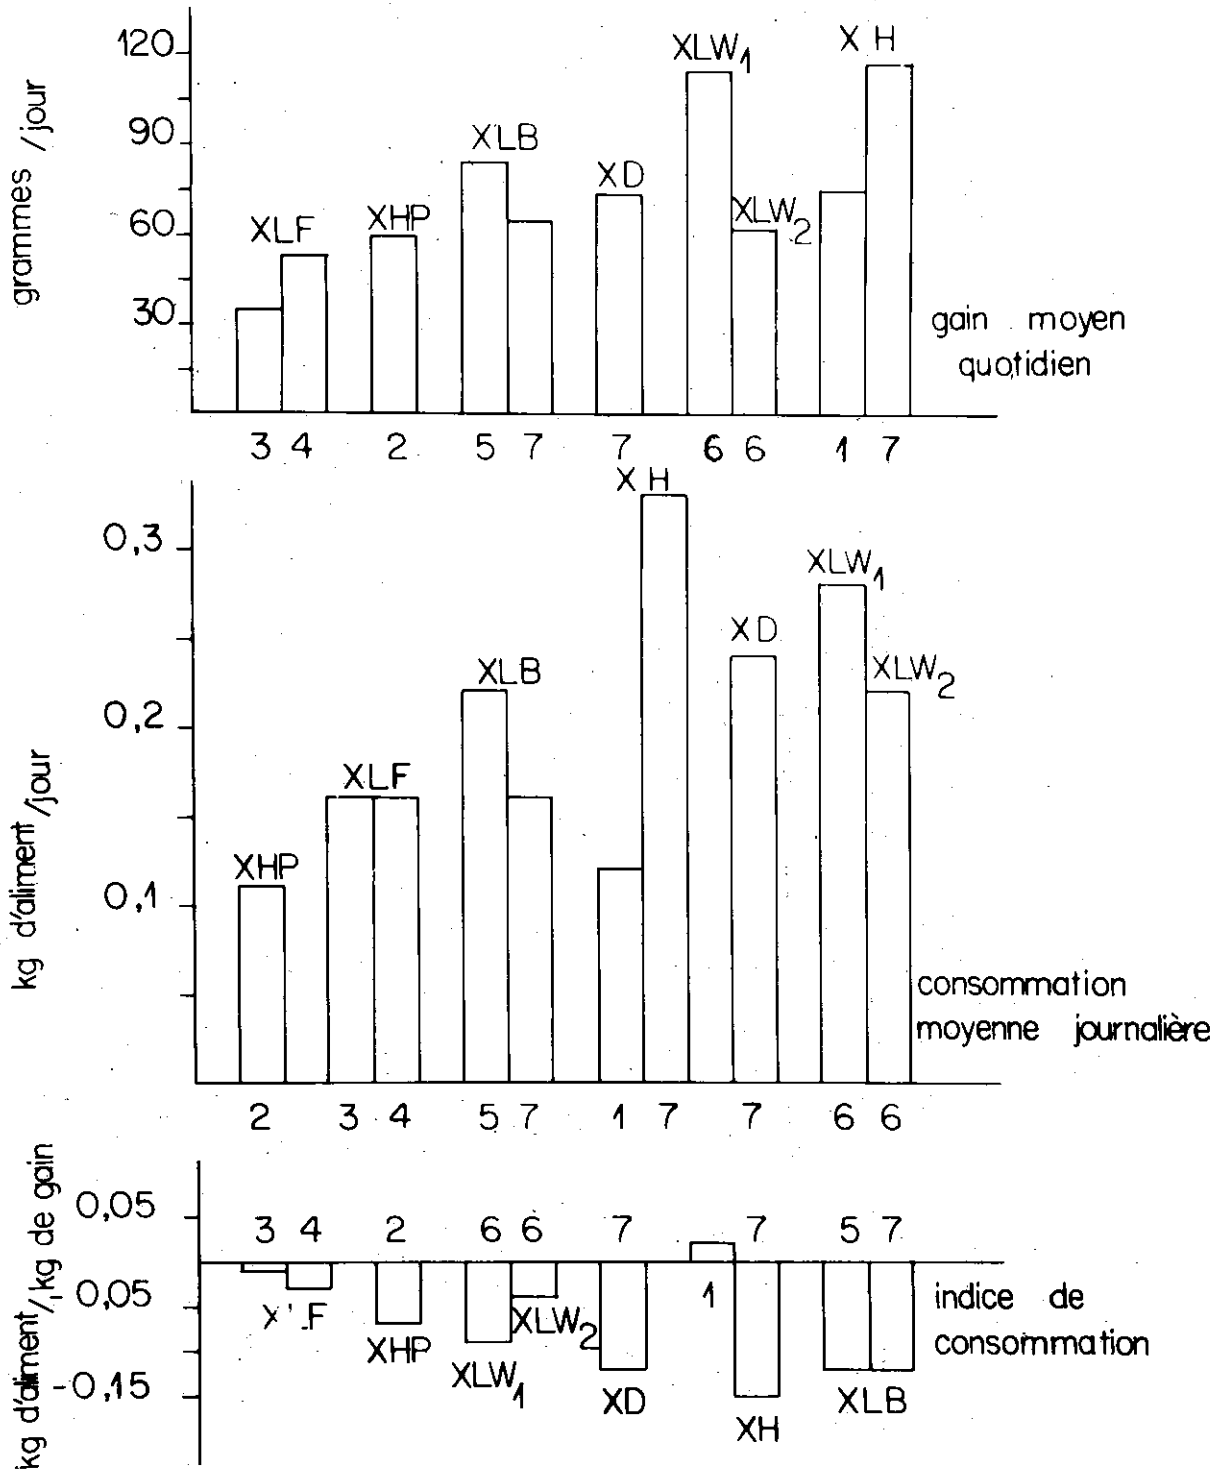 grammes /jour
120
90
60
30
XLF
XHP
XLB
XD
XLW1
XLW2
X H
gain moyen
quotidien
3 4 2 5 7 7 6 6 1 7
kg d'aliment/jour
0,3
0,2
0,1
XHP
XLF
XLB
X H
XD
XLW1
XLW2
consommation
moyenne journalière
2 3 4 5 7 1 7 7 6 6
kg d'aliment/kg de gain
0,05
- 0,05
-0,15
3 4 2 6 6 7 7 5 7
1
XHP
XLW1
XLW2
XD
XH
XLB
indice de
consommation